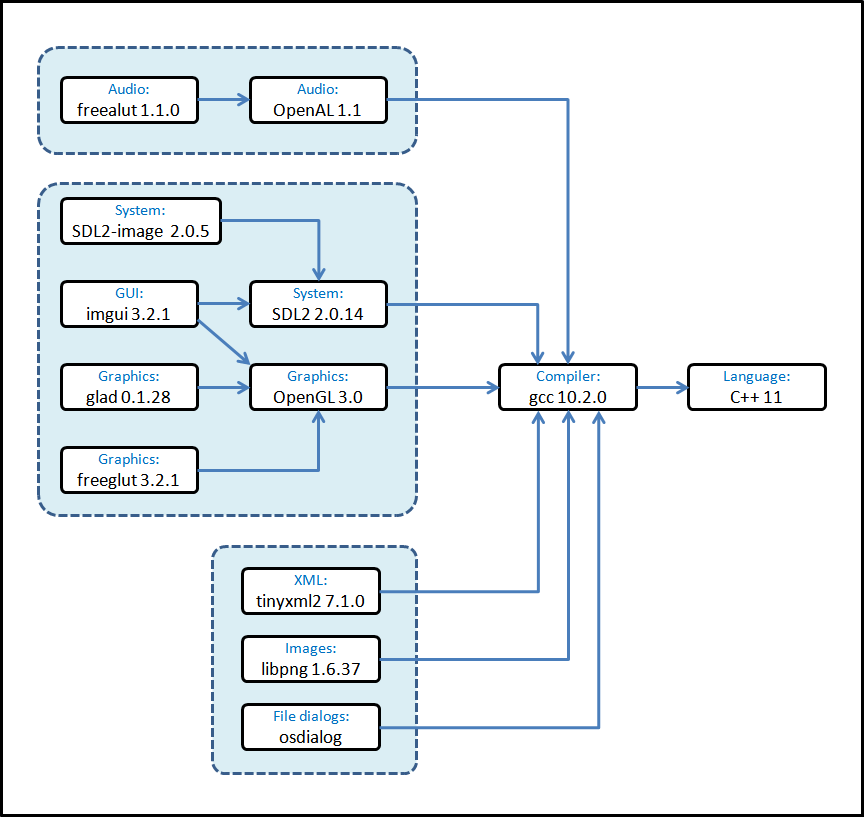 Audio:
freealut 1.1.0
Audio:
OpenAL 1.1
System:
SDL2-image 2.0.5
GUI:
imgui 3.2.1
System:
SDL2 2.0.14
Graphics:
glad 0.1.28
Graphics:
OpenGL 3.0
Compiler:
gcc 10.2.0
Language:
C++ 11
Graphics:
freeglut 3.2.1
XML:
tinyxml2 7.1.0
Images:
libpng 1.6.37
File dialogs:
osdialog